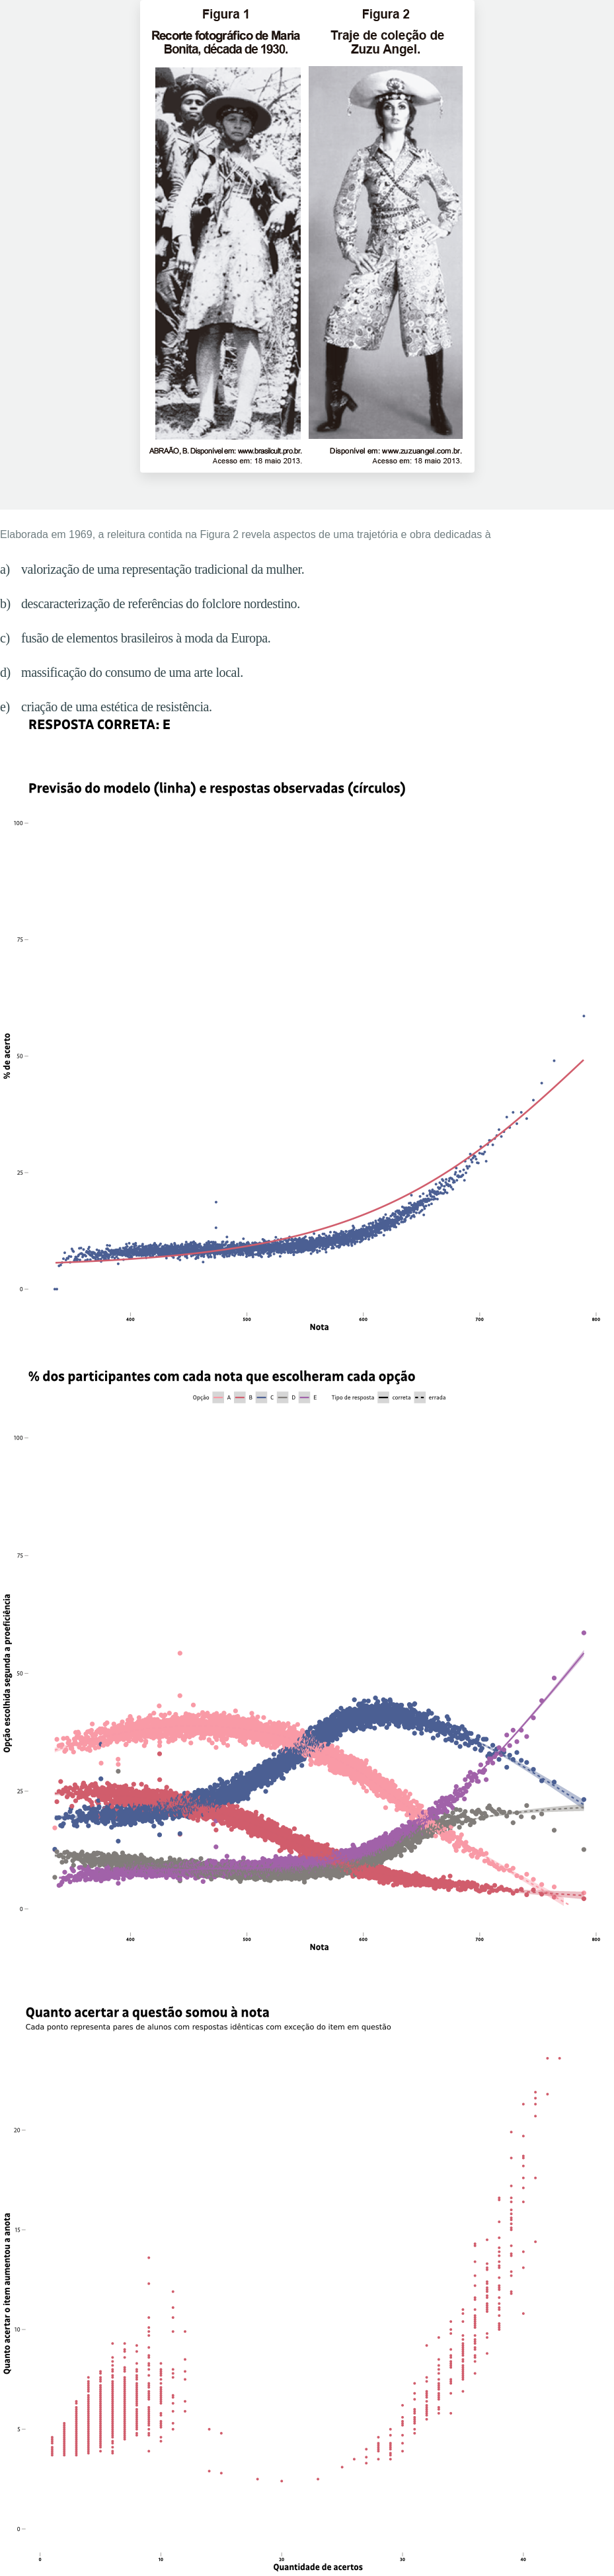 Figura 1
Figura 2
Recorte fotográfico de Maria
Bonita, década de 1930.
Traje de coleção de
Zuzu Angel.
ABRAÃO, B. Disponível em: www.brasilcult.pro.br.
Acesso em: 18 maio 2013.
Disponível em: www.zuzuangel.com.br.
Acesso em: 18 maio 2013.
Elaborada em 1969, a releitura contida na Figura 2 revela aspectos de uma trajetória e obra dedicadas à
a) valorização de uma representação tradicional da mulher.
b) descaracterização de referências do folclore nordestino.
c) fusão de elementos brasileiros à moda da Europa.
d) massificação do consumo de uma arte local.
e) criação de uma estética de resistência.
RESPOSTA CORRETA: E
Previsão do modelo (linha) e respostas observadas (círculos)
100
75
50
25
0
% de acerto
400 500 600 700 800
Nota
% dos participantes com cada nota que escolheram cada opção
Opção A B C D E Tipo de resposta correta errada
100
75
50
25
0
Opção escolhida segunda a proeficiência
400 500 600 700 800
Nota
Quanto acertar a questão somou à nota
Cada ponto representa pares de alunos com respostas idênticas com exceção do item em questão
20
15
10
5
0
Quanto acertar o item aumentou a anota
0 10 20 30 40
Quantidade de acertos